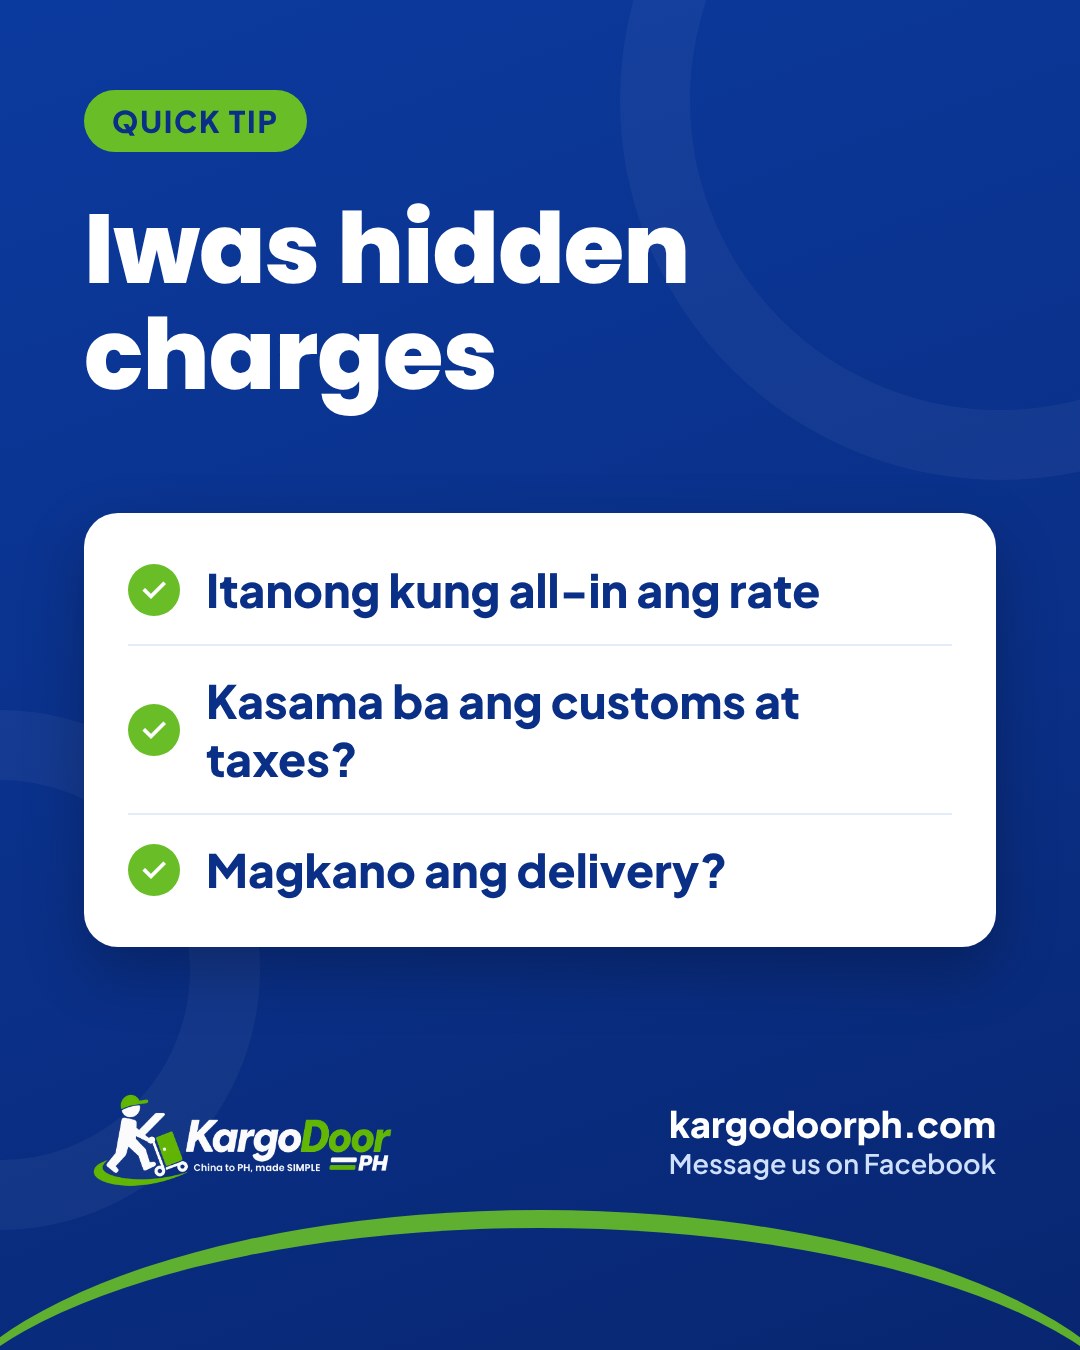 QUICK TIP
Iwas hidden
charges
Itanong kung all-in ang rate
Kasama ba ang customs at
taxes?
Magkano ang delivery?
KargoDoor
China to PH, made SIMPLE
PH
kargodoorph.com
Message us on Facebook